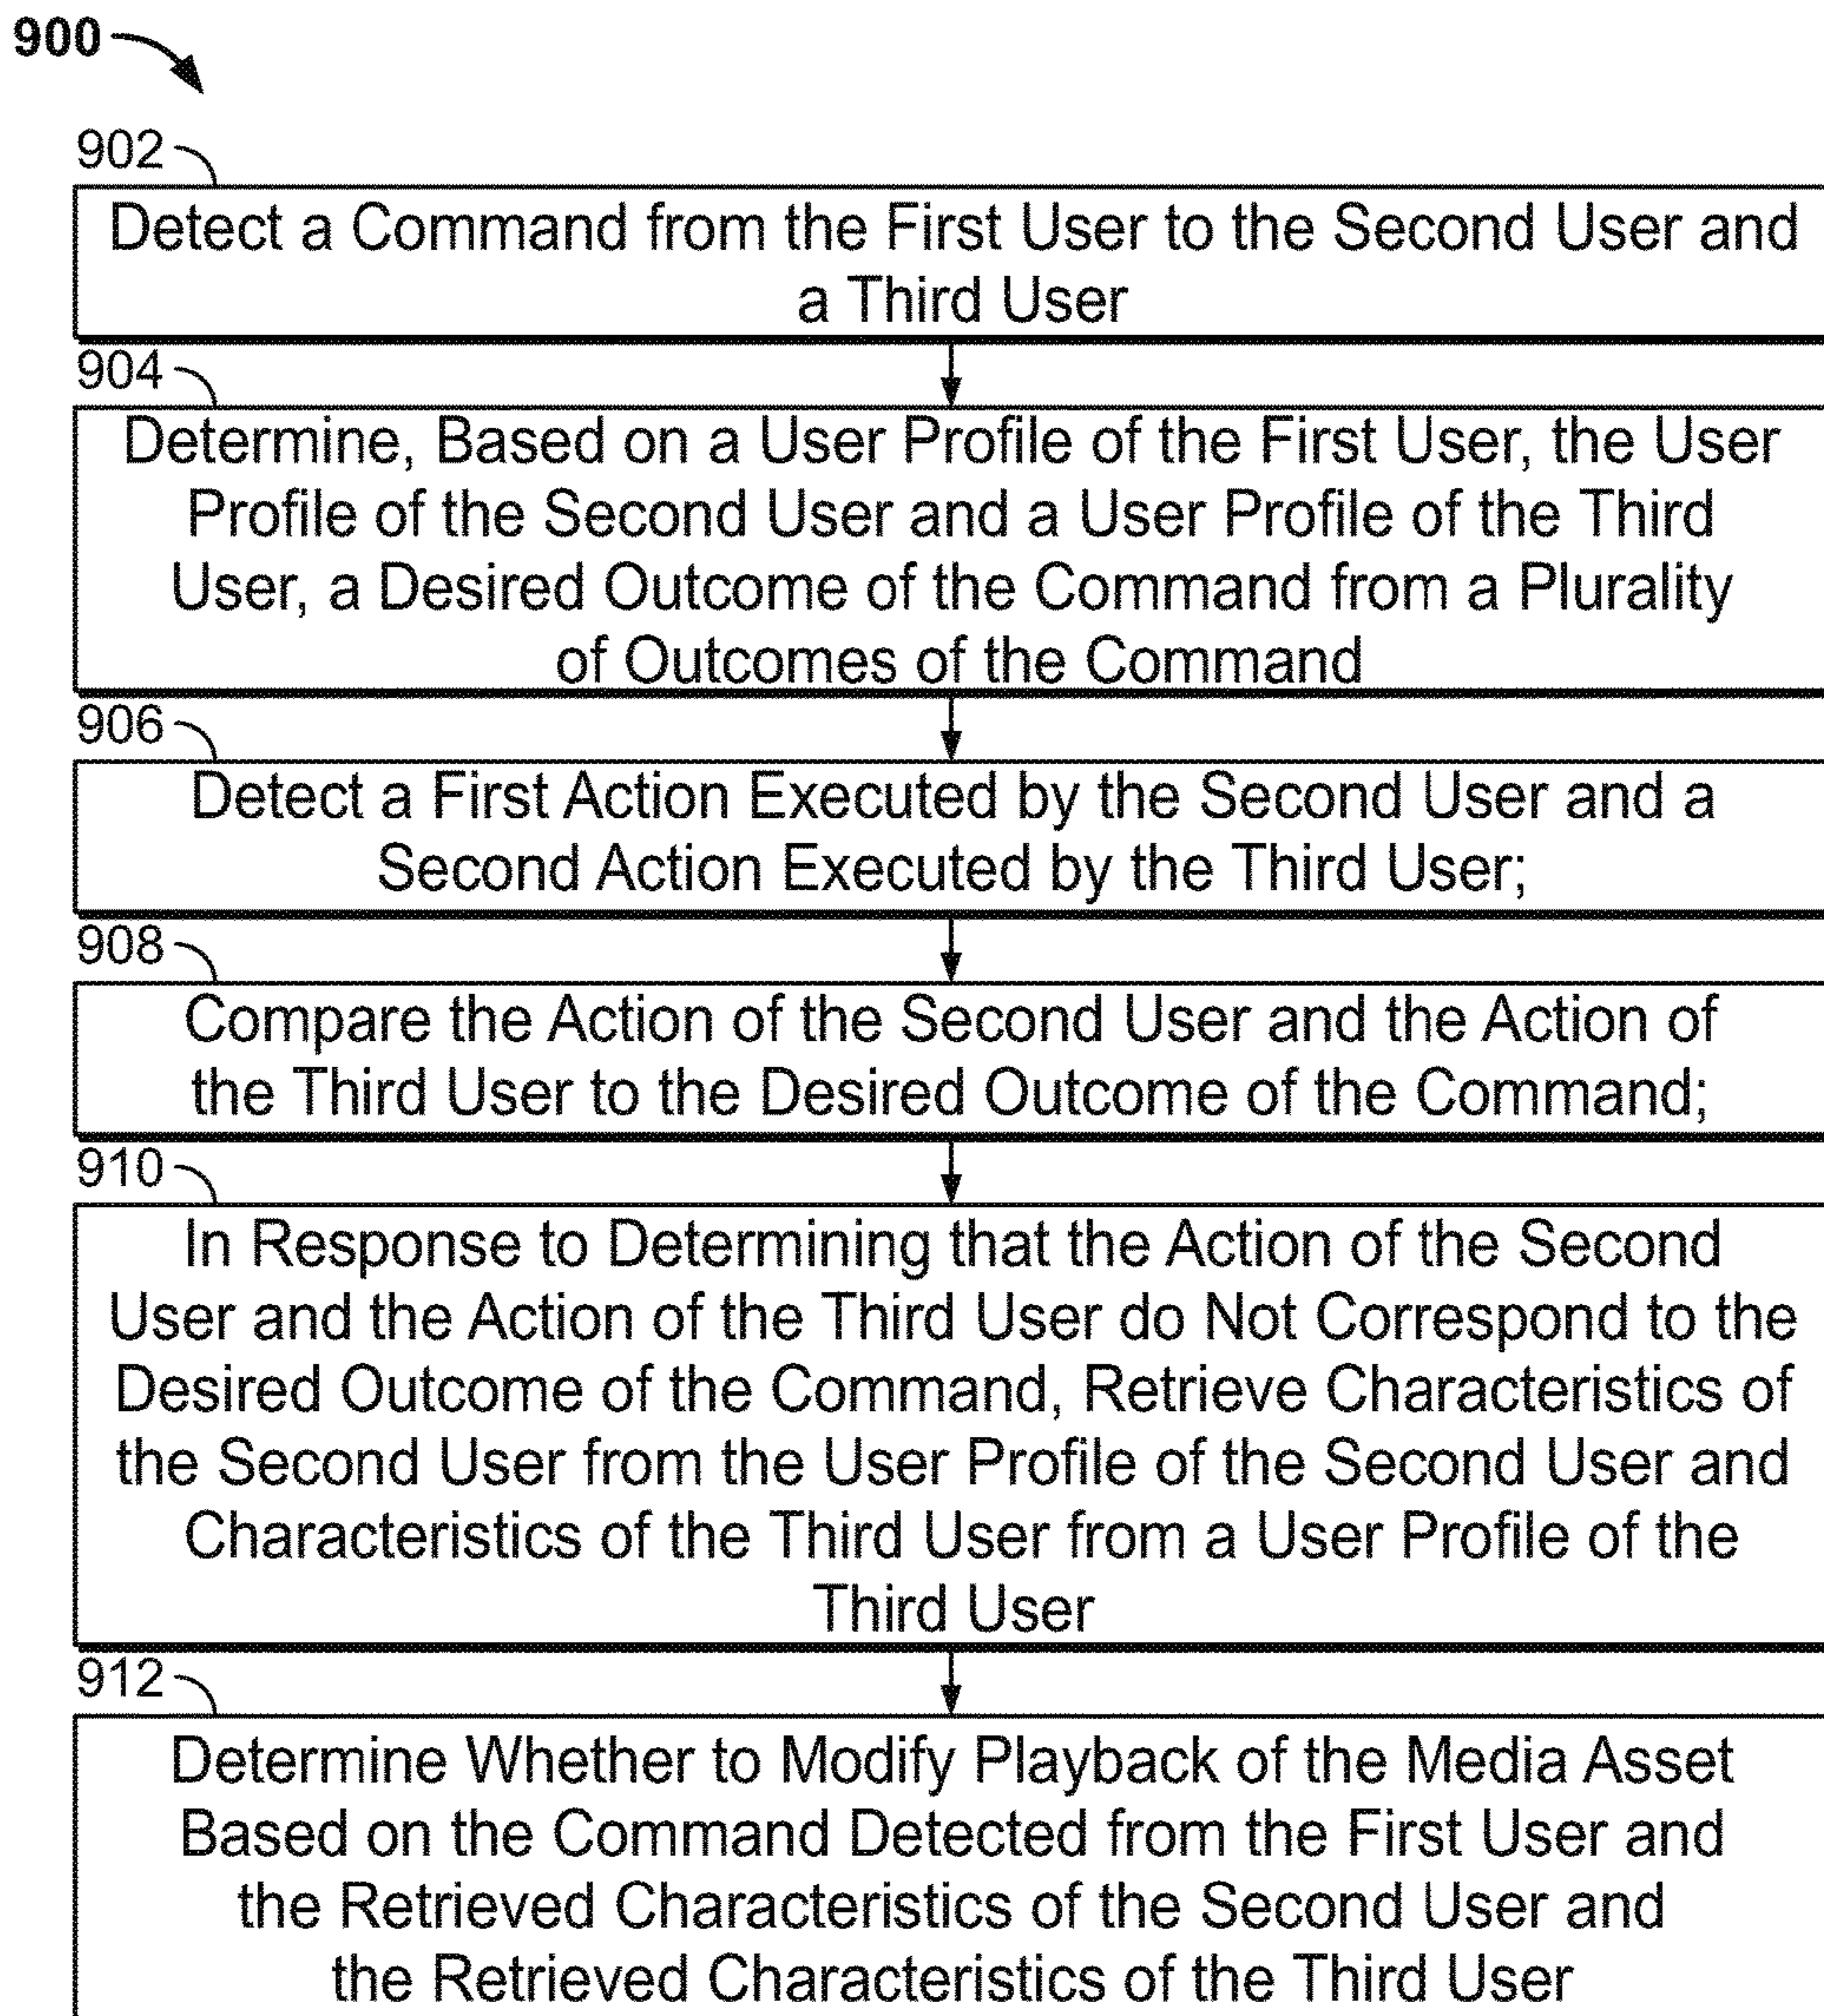 900
902
Detect a Command from the First User to the Second User and
a Third User
904
Determine, Based on a User Profile of the First User, the User
Profile of the Second User and a User Profile of the Third
User, a Desired Outcome of the Command from a Plurality
of Outcomes of the Command
906
Detect a First Action Executed by the Second User and a
Second Action Executed by the Third User;
908
Compare the Action of the Second User and the Action of
the Third User to the Desired Outcome of the Command;
910
In Response to Determining that the Action of the Second
User and the Action of the Third User do Not Correspond to the
Desired Outcome of the Command, Retrieve Characteristics of
the Second User from the User Profile of the Second User and
Characteristics of the Third User from a User Profile of the
Third User
912
Determine Whether to Modify Playback of the Media Asset
Based on the Command Detected from the First User and
the Retrieved Characteristics of the Second User and
the Retrieved Characteristics of the Third User